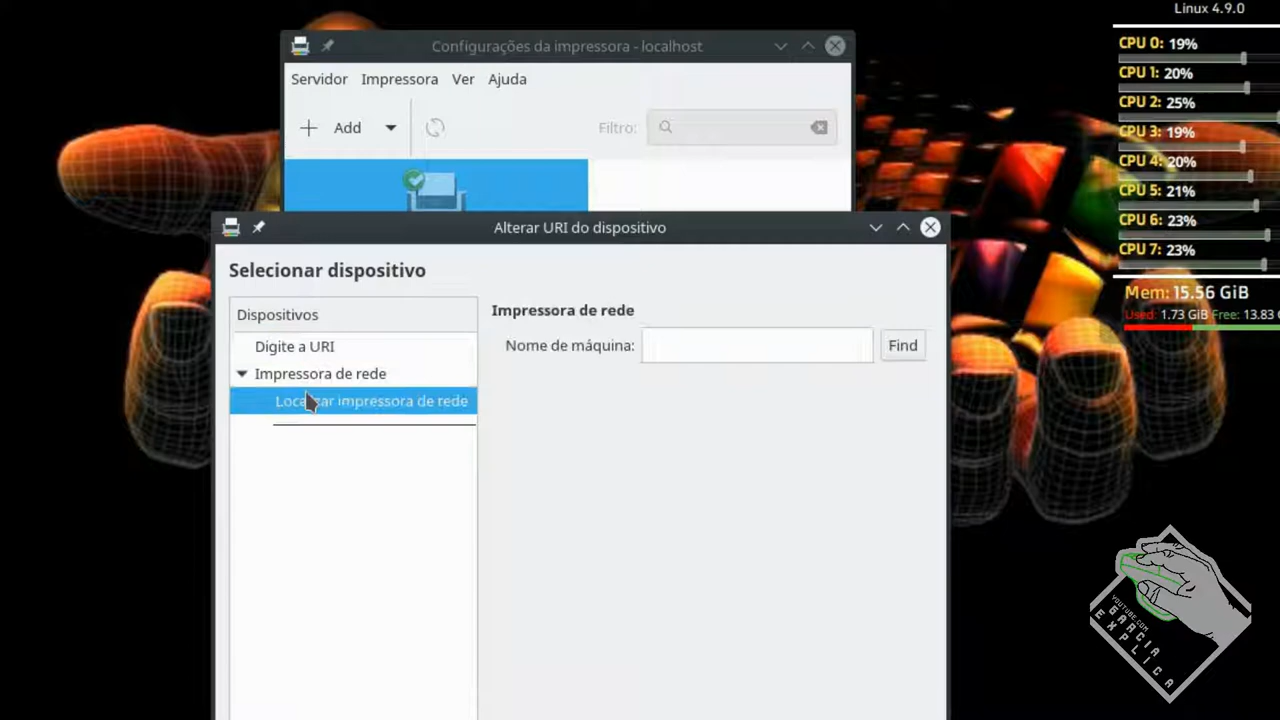 Linux 4.9.0
Configurações da impressora - localhost
Servidor Impressora Ver Ajuda
Add
Filtro:
CPU 0: 19%
CPU 1: 20%
CPU 2: 25%
CPU 3: 19%
CPU 4: 20%
CPU 5: 21%
CPU 6: 23%
CPU 7: 23%
Mem: 15.56 GiB
Used: 1.73 GiB Free: 13.83 G
Alterar URI do dispositivo
Selecionar dispositivo
Dispositivos
Digite a URI
Impressora de rede
Localizar impressora de rede
Impressora de rede
Nome de máquina:
Find
YOUTUBE.COM
GARCIA
EXPLICA